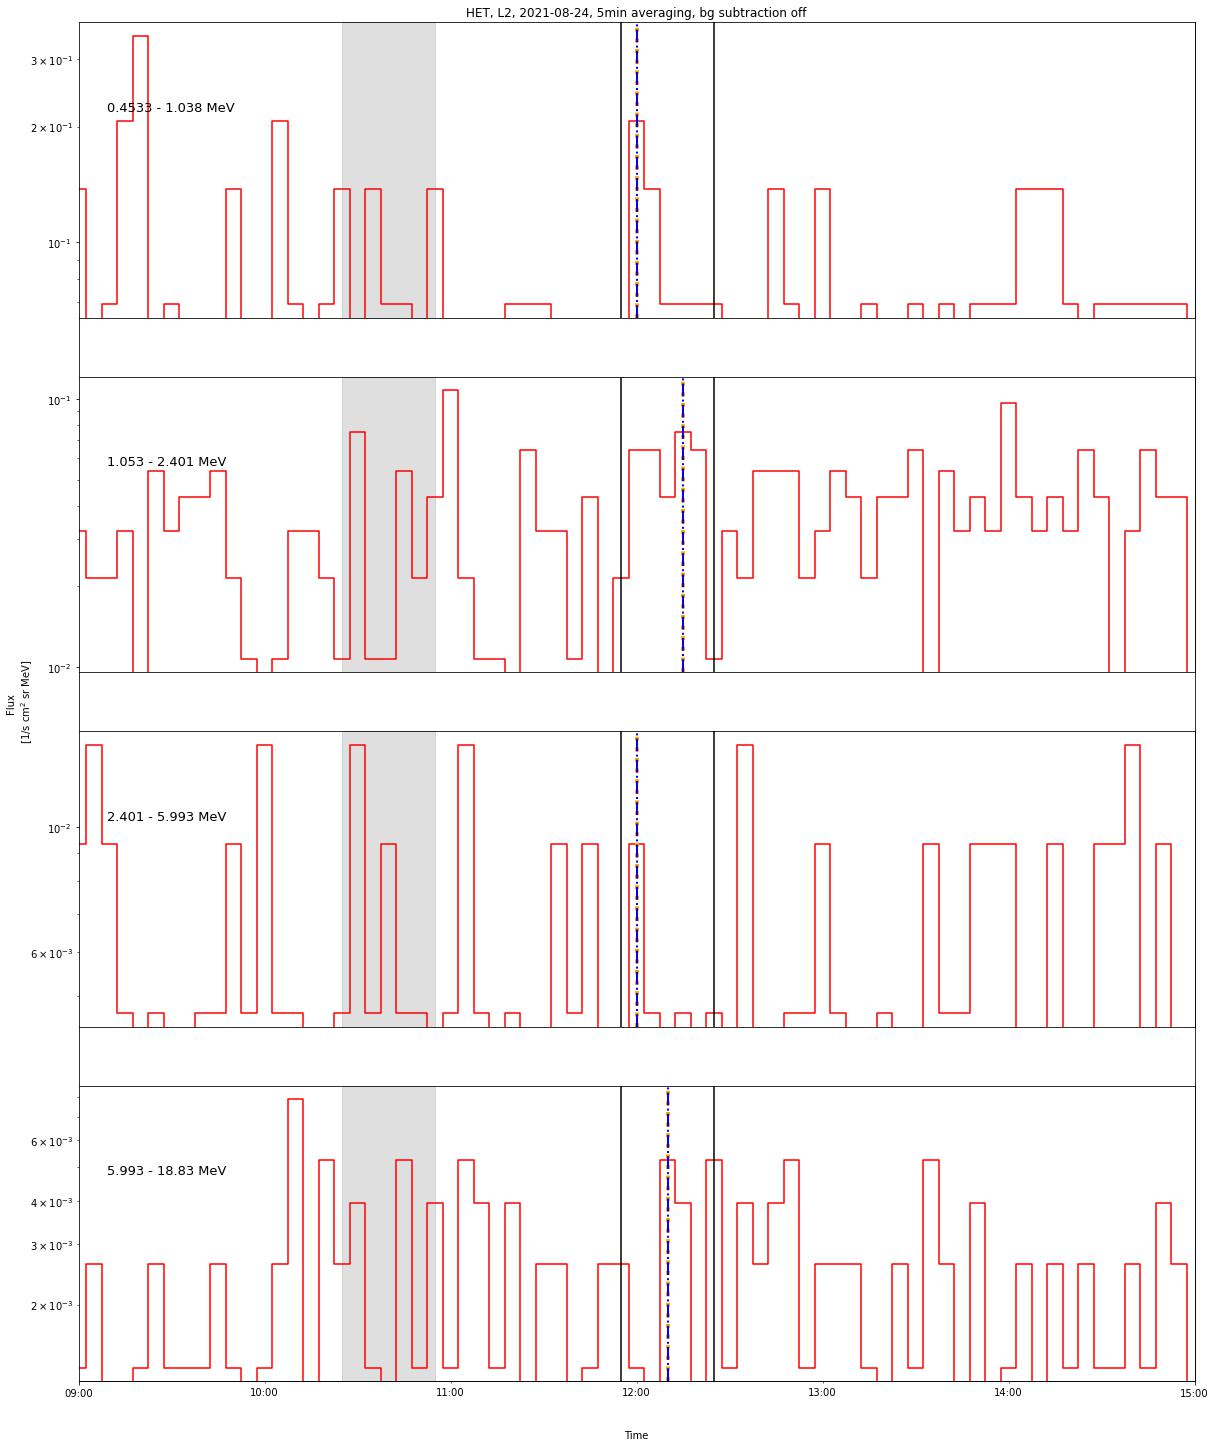 HET, L2, 2021-08-24, 5min averaging, bg subtraction off
3 × 10⁻¹
0.4533 - 1.038 MeV
2 × 10⁻¹
10⁻¹
10⁻¹
1.053 - 2.401 MeV
10⁻²
Flux
[1/s cm² sr MeV]
2.401 - 5.993 MeV
10⁻²
6 × 10⁻³
6 × 10⁻³
5.993 - 18.83 MeV
4 × 10⁻³
3 × 10⁻³
2 × 10⁻³
09:00 10:00 11:00 12:00 13:00 14:00 15:00
Time